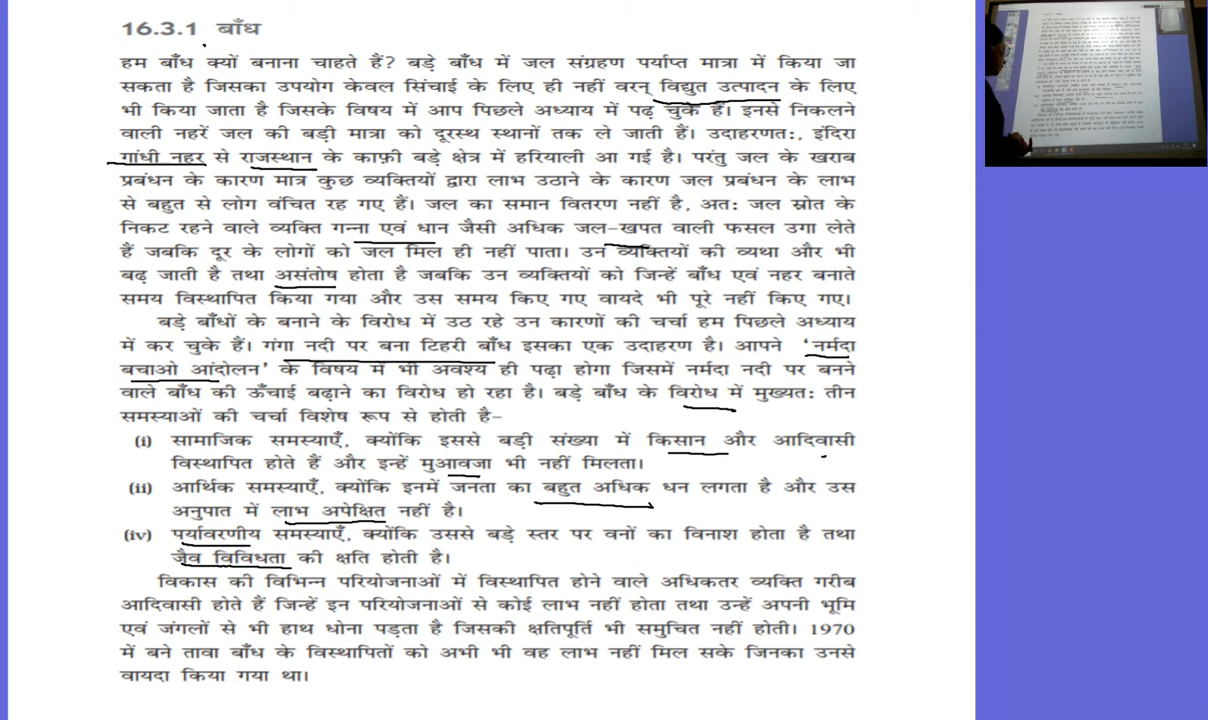 16.3.1 बाँध
हम बाँध क्यों बनाना चाहते हैं? बड़े बाँध में जल संग्रहण पर्याप्त मात्रा में किया जा
सकता है जिसका उपयोग केवल सिंचाई के लिए ही नहीं वरन् विद्युत उत्पादन के लिए
भी किया जाता है जिसके विषय में आप पिछले अध्याय में पढ़ चुके हैं। इनसे निकलने
वाली नहरें जल की बड़ी मात्रा को दूरस्थ स्थानों तक ले जाती हैं। उदाहरणतः, इंदिरा
गांधी नहर से राजस्थान के काफ़ी बड़े क्षेत्र में हरियाली आ गई है। परंतु जल के खराब
प्रबंधन के कारण मात्र कुछ व्यक्तियों द्वारा लाभ उठाने के कारण जल प्रबंधन के लाभ
से बहुत से लोग वंचित रह गए हैं। जल का समान वितरण नहीं है, अतः जल स्रोत के
निकट रहने वाले व्यक्ति गन्ना एवं धान जैसी अधिक जल-खपत वाली फसल उगा लेते
हैं जबकि दूर के लोगों को जल मिल ही नहीं पाता। उन व्यक्तियों की व्यथा और भी
बढ़ जाती है तथा असंतोष होता है जबकि उन व्यक्तियों को जिन्हें बाँध एवं नहर बनाते
समय विस्थापित किया गया और उस समय किए गए वायदे भी पूरे नहीं किए गए।
बड़े बाँधों के बनाने के विरोध में उठ रहे उन कारणों की चर्चा हम पिछले अध्याय
में कर चुके हैं। गंगा नदी पर बना टिहरी बाँध इसका एक उदाहरण है। आपने ‘नर्मदा
बचाओ आंदोलन’ के विषय में भी अवश्य ही पढ़ा होगा जिसमें नर्मदा नदी पर बनने
वाले बाँध की ऊँचाई बढ़ाने का विरोध हो रहा है। बड़े बाँध के विरोध में मुख्यतः तीन
समस्याओं की चर्चा विशेष रूप से होती है–
(i) सामाजिक समस्याएँ, क्योंकि इससे बड़ी संख्या में किसान और आदिवासी
विस्थापित होते हैं और इन्हें मुआवजा भी नहीं मिलता।
(ii) आर्थिक समस्याएँ, क्योंकि इनमें जनता का बहुत अधिक धन लगता है और उस
अनुपात में लाभ अपेक्षित नहीं है।
(iv) पर्यावरणीय समस्याएँ, क्योंकि उससे बड़े स्तर पर वनों का विनाश होता है तथा
जैव विविधता की क्षति होती है।
विकास की विभिन्न परियोजनाओं में विस्थापित होने वाले अधिकतर व्यक्ति गरीब
आदिवासी होते हैं जिन्हें इन परियोजनाओं से कोई लाभ नहीं होता तथा उन्हें अपनी भूमि
एवं जंगलों से भी हाथ धोना पड़ता है जिसकी क्षतिपूर्ति भी समुचित नहीं होती। 1970
में बने तावा बाँध के विस्थापितों को अभी भी वह लाभ नहीं मिल सके जिनका उनसे
वायदा किया गया था।